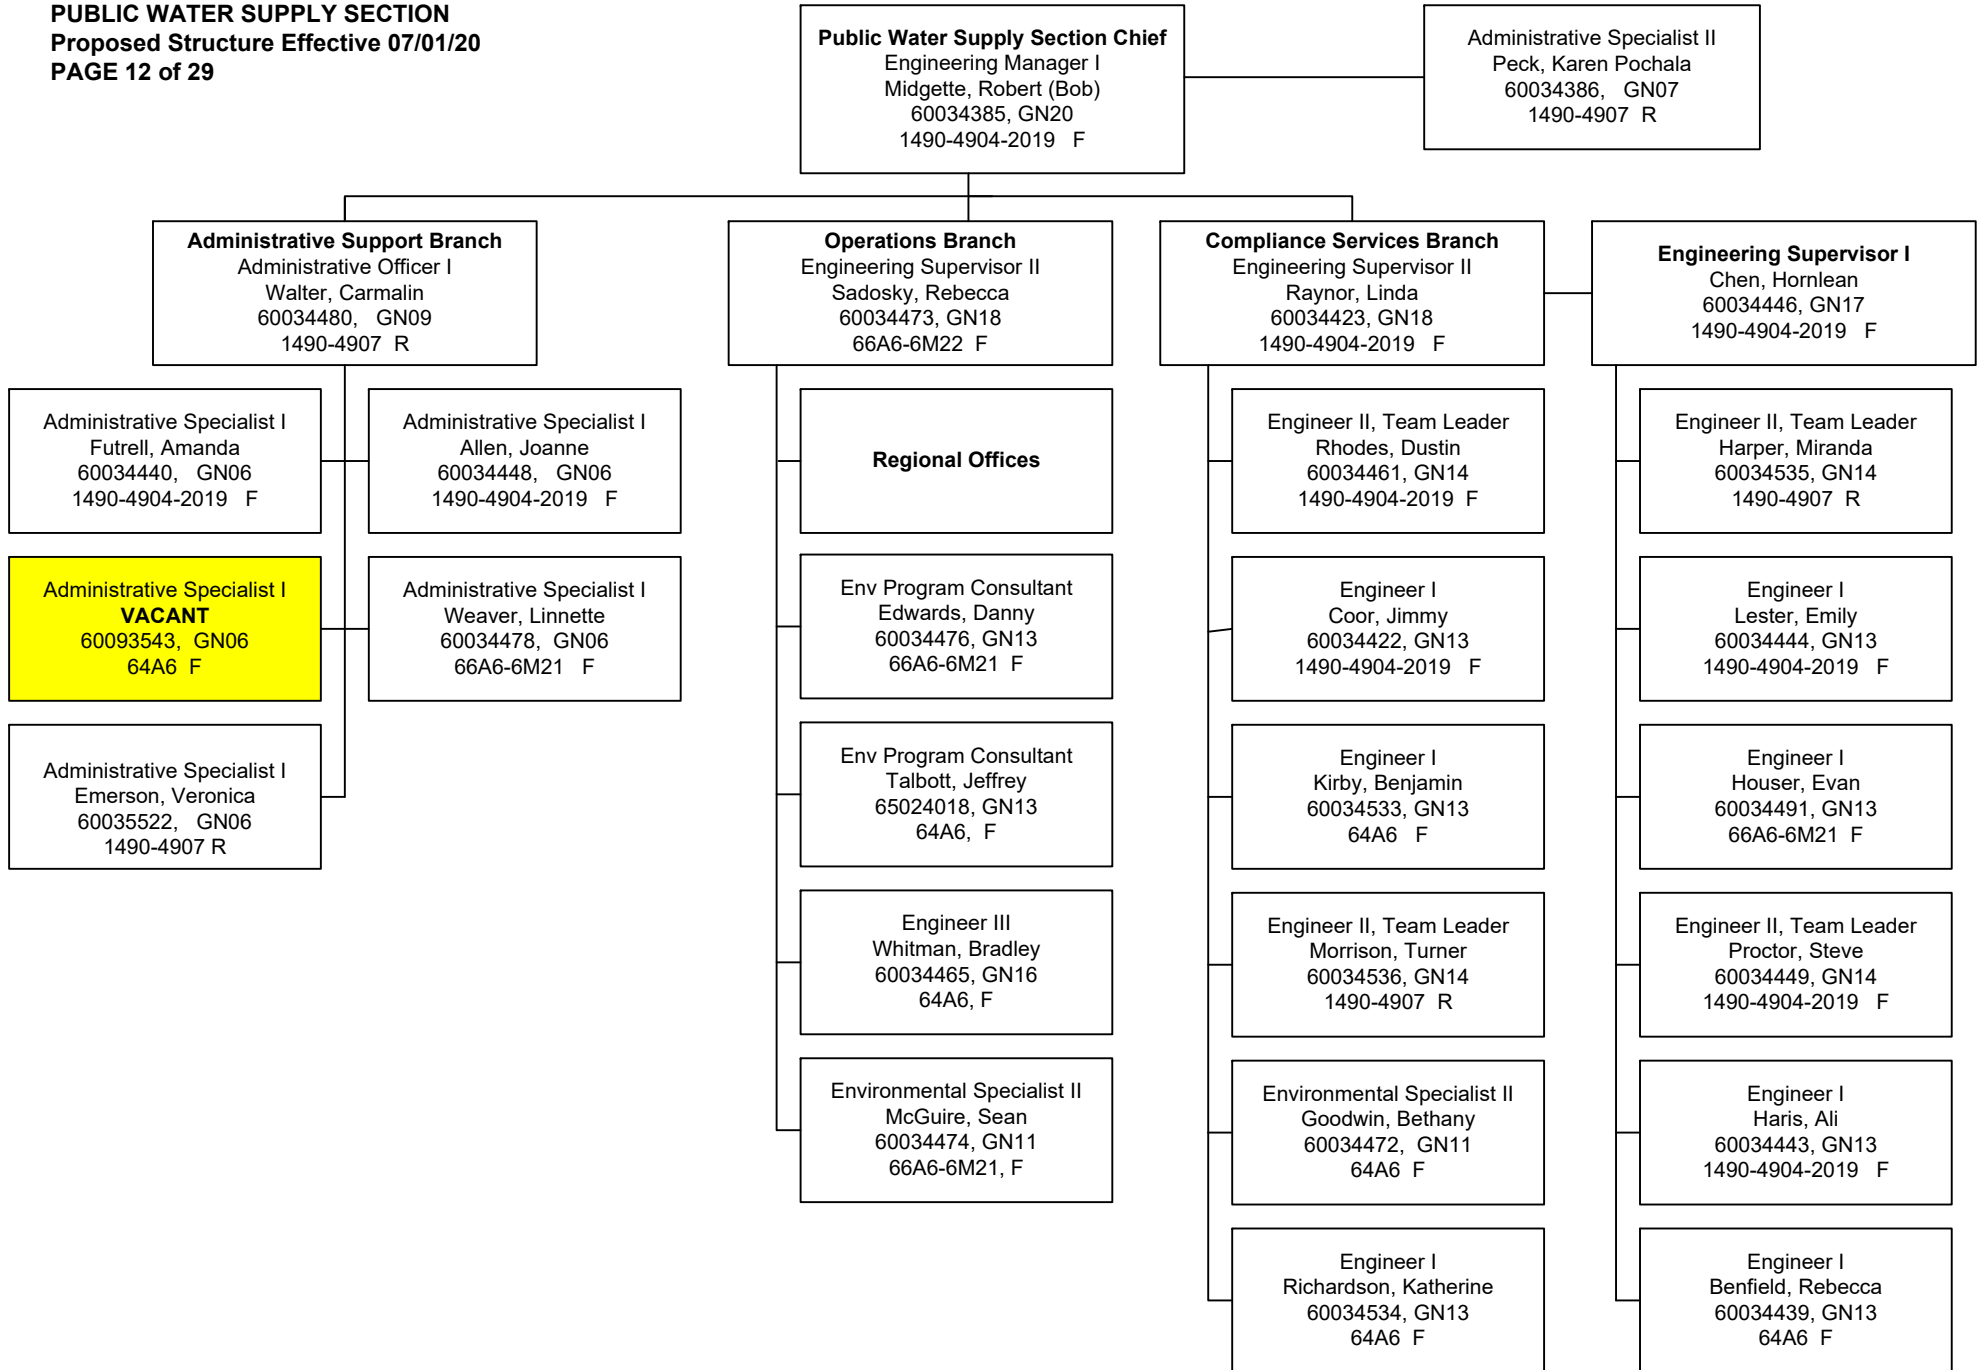 PUBLIC WATER SUPPLY SECTION
Proposed Structure Effective 07/01/20
PAGE 12 of 29
Public Water Supply Section Chief
Engineering Manager I
Midgette, Robert (Bob)
60034385, GN20
1490-4904-2019 F
Administrative Specialist II
Peck, Karen Pochala
60034386, GN07
1490-4907 R
Administrative Support Branch
Administrative Officer I
Walter, Carmalin
60034480, GN09
1490-4907 R
Operations Branch
Engineering Supervisor II
Sadosky, Rebecca
60034473, GN18
66A6-6M22 F
Compliance Services Branch
Engineering Supervisor II
Raynor, Linda
60034423, GN18
1490-4904-2019 F
Engineering Supervisor I
Chen, Hornlean
60034446, GN17
1490-4904-2019 F
Administrative Specialist I
Futrell, Amanda
60034440, GN06
1490-4904-2019 F
Administrative Specialist I
Allen, Joanne
60034448, GN06
1490-4904-2019 F
Administrative Specialist I
VACANT
60093543, GN06
64A6 F
Administrative Specialist I
Weaver, Linnette
60034478, GN06
66A6-6M21 F
Administrative Specialist I
Emerson, Veronica
60035522, GN06
1490-4907 R
Regional Offices
Env Program Consultant
Edwards, Danny
60034476, GN13
66A6-6M21 F
Env Program Consultant
Talbott, Jeffrey
65024018, GN13
64A6, F
Engineer III
Whitman, Bradley
60034465, GN16
64A6, F
Environmental Specialist II
McGuire, Sean
60034474, GN11
66A6-6M21, F
Engineer II, Team Leader
Rhodes, Dustin
60034461, GN14
1490-4904-2019 F
Engineer I
Coor, Jimmy
60034422, GN13
1490-4904-2019 F
Engineer I
Kirby, Benjamin
60034533, GN13
64A6 F
Engineer II, Team Leader
Morrison, Turner
60034536, GN14
1490-4907 R
Environmental Specialist II
Goodwin, Bethany
60034472, GN11
64A6 F
Engineer I
Richardson, Katherine
60034534, GN13
64A6 F
Engineer II, Team Leader
Harper, Miranda
60034535, GN14
1490-4907 R
Engineer I
Lester, Emily
60034444, GN13
1490-4904-2019 F
Engineer I
Houser, Evan
60034491, GN13
66A6-6M21 F
Engineer II, Team Leader
Proctor, Steve
60034449, GN14
1490-4904-2019 F
Engineer I
Haris, Ali
60034443, GN13
1490-4904-2019 F
Engineer I
Benfield, Rebecca
60034439, GN13
64A6 F